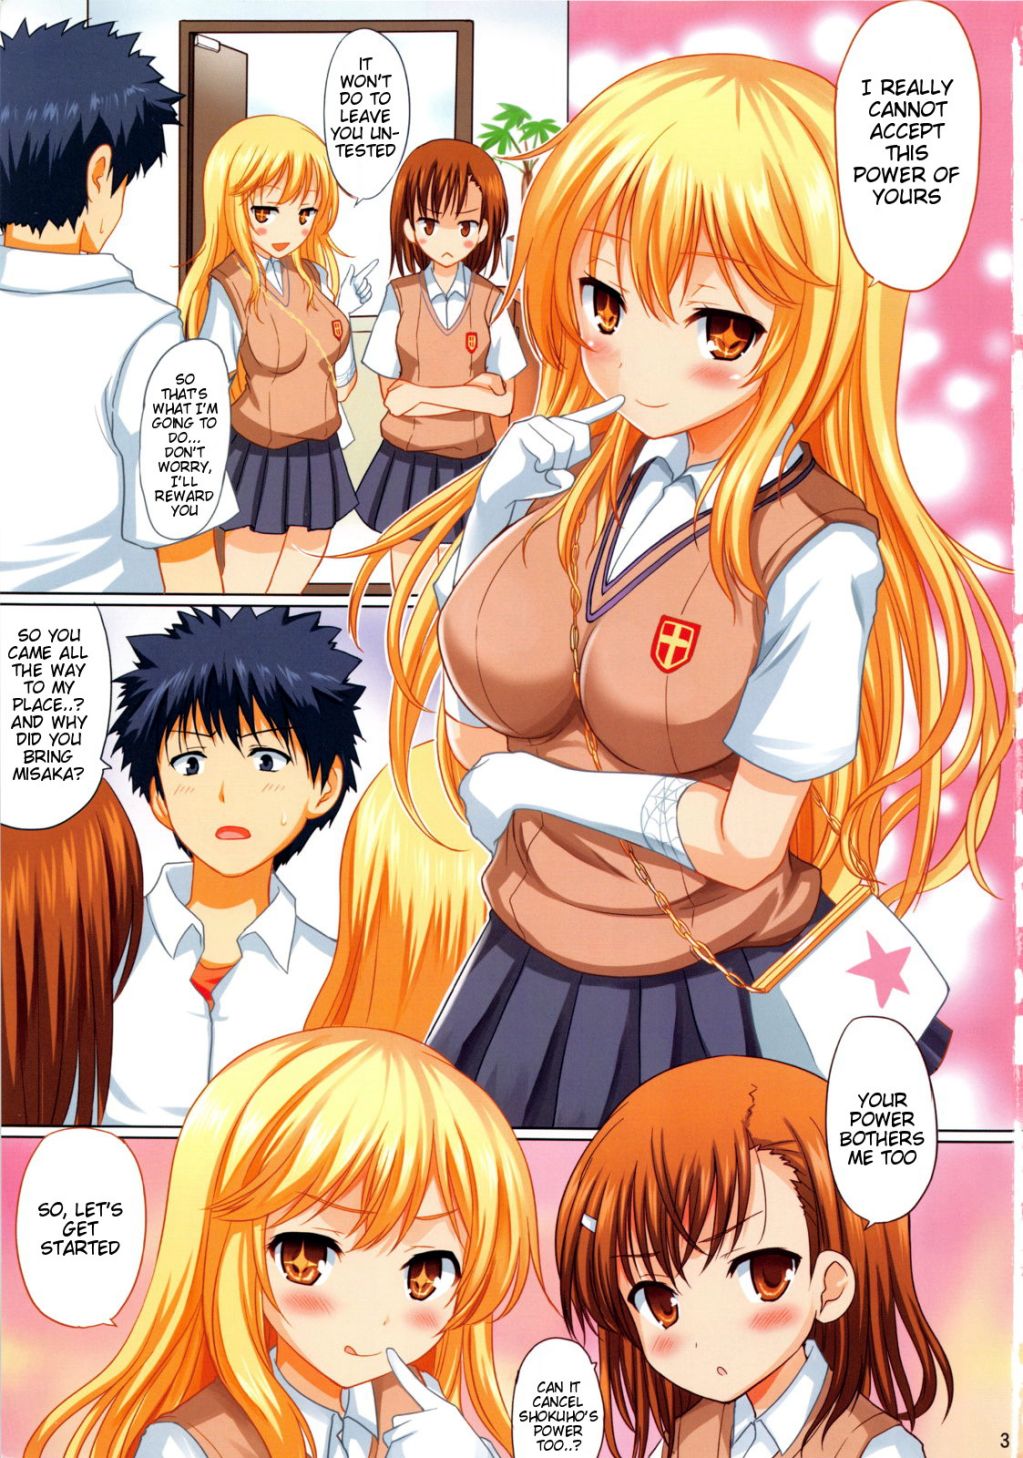 I REALLY
CANNOT
ACCEPT
THIS
POWER OF
YOURS
IT
WON'T
DO TO
LEAVE
YOU UN-
TESTED
SO
THAT'S
WHAT I'M
GOING TO
DO...
DON'T
WORRY,
I'LL
REWARD
YOU
SO YOU
CAME ALL
THE WAY
TO MY
PLACE..?
AND WHY
DID YOU
BRING
MISAKA?
YOUR
POWER
BOTHERS
ME TOO
CAN IT
CANCEL
SHOKUHO'S
POWER
TOO..?
SO, LET'S
GET
STARTED
3